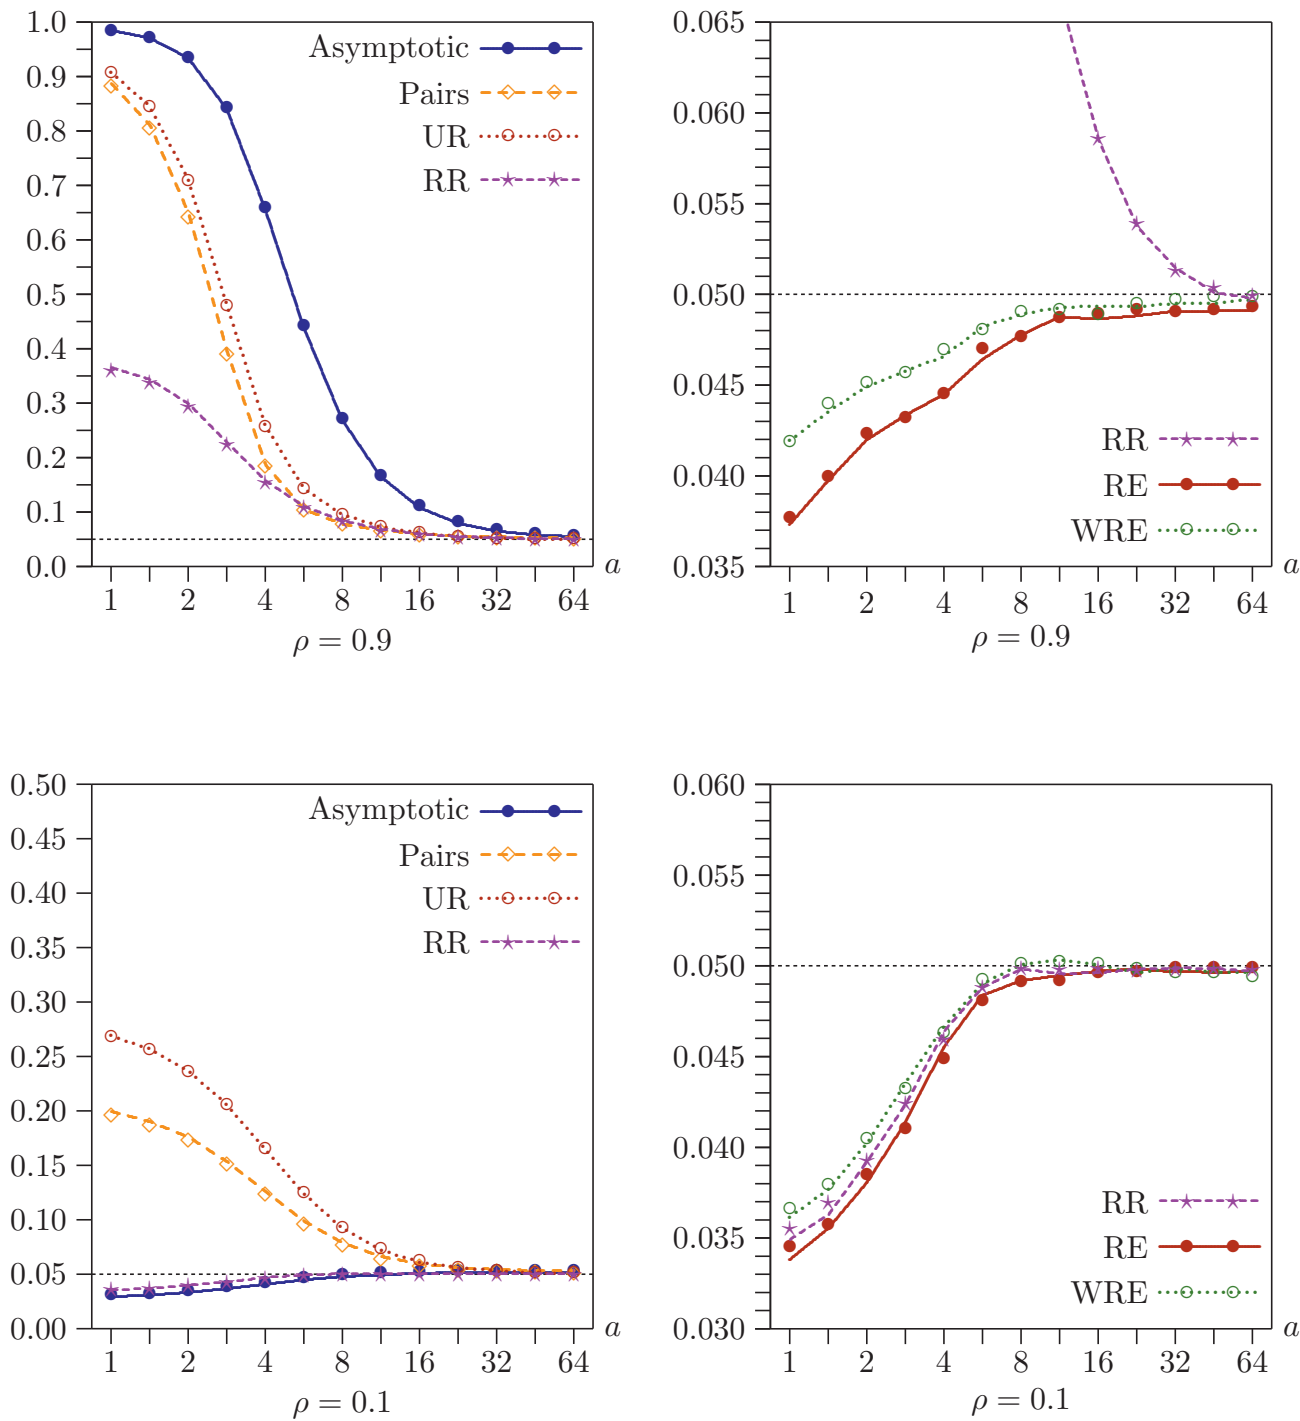 1.0
0.9
0.8
0.7
0.6
0.5
0.4
0.3
0.2
0.1
0.0
Asymptotic
Pairs
UR
RR
1 2 4 8 16 32 64
a
ρ = 0.9
0.065
0.060
0.055
0.050
0.045
0.040
0.035
RR
RE
WRE
1 2 4 8 16 32 64
a
ρ = 0.9
0.50
0.45
0.40
0.35
0.30
0.25
0.20
0.15
0.10
0.05
0.00
Asymptotic
Pairs
UR
RR
1 2 4 8 16 32 64
a
ρ = 0.1
0.060
0.055
0.050
0.045
0.040
0.035
0.030
RR
RE
WRE
1 2 4 8 16 32 64
a
ρ = 0.1